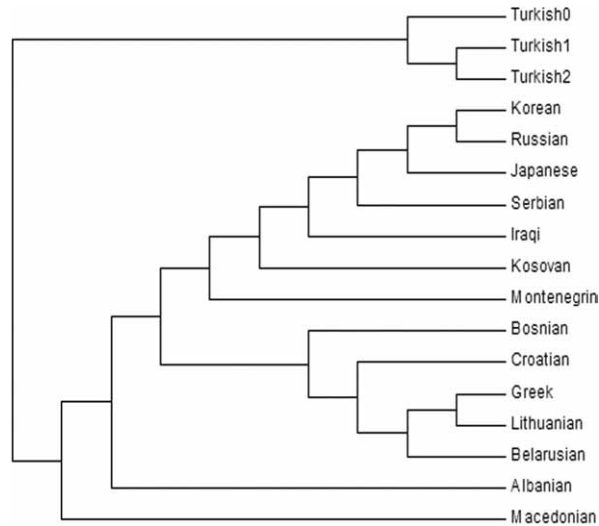 Turkish0
Turkish1
Turkish2
Korean
Russian
Japanese
Serbian
Iraqi
Kosovan
Montenegrin
Bosnian
Croatian
Greek
Lithuanian
Belarusian
Albanian
Macedonian